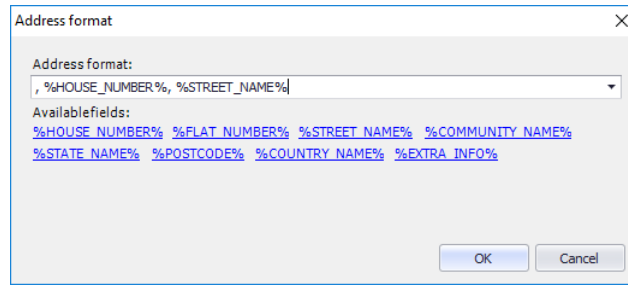 Address format
Address format:
, %HOUSE_NUMBER%, %STREET_NAME%
Availablefields:
%HOUSE_NUMBER% %FLAT_NUMBER% %STREET_NAME% %COMMUNITY_NAME%
%STATE_NAME% %POSTCODE% %COUNTRY_NAME% %EXTRA_INFO%
OK Cancel